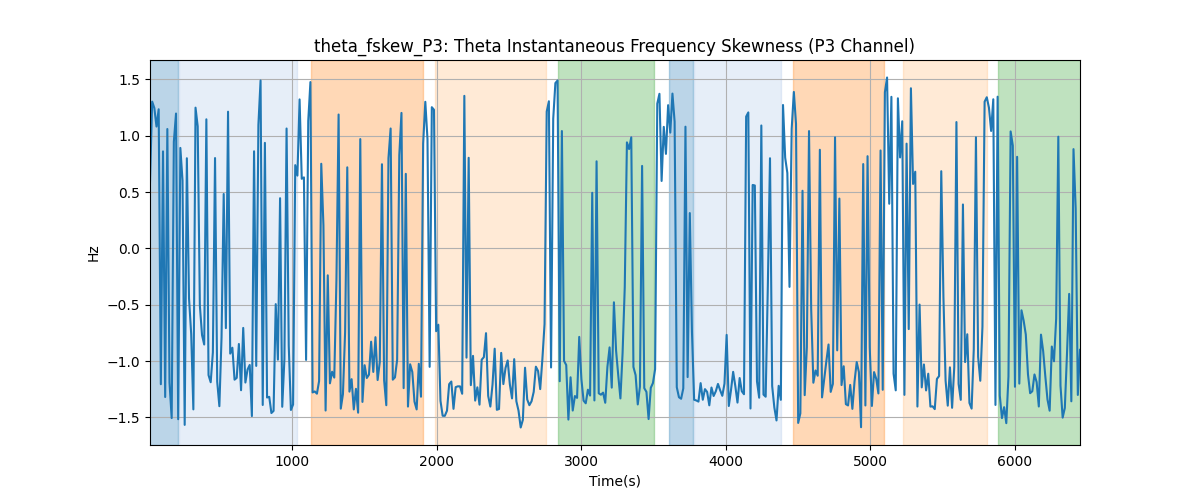 theta_fskew_P3: Theta Instantaneous Frequency Skewness (P3 Channel)
1.5
1.0
0.5
0.0
−0.5
−1.0
−1.5
Hz
1000 2000 3000 4000 5000 6000
Time(s)